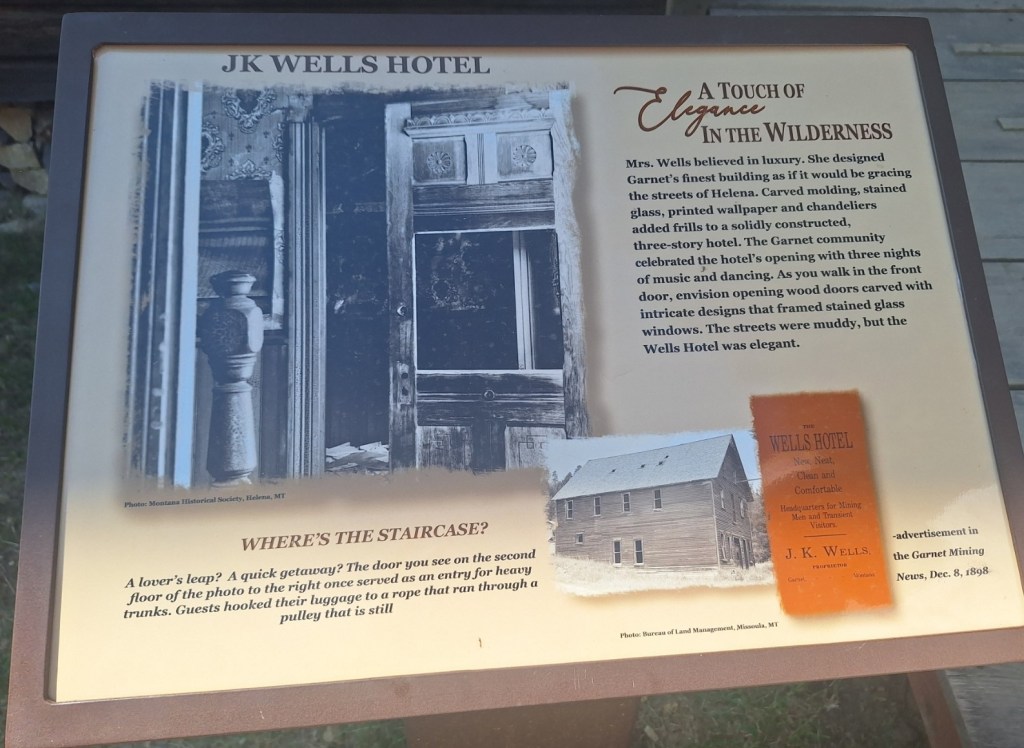 JK WELLS HOTEL
A TOUCH OF
Elegance
IN THE WILDERNESS
Mrs. Wells believed in luxury. She designed
Garnet's finest building as if it would be gracing
the streets of Helena. Carved molding, stained
glass, printed wallpaper and chandeliers
added frills to a solidly constructed,
three-story hotel. The Garnet community
celebrated the hotel's opening with three nights
of music and dancing. As you walk in the front
door, envision opening wood doors carved with
intricate designs that framed stained glass
windows. The streets were muddy, but the
Wells Hotel was elegant.
Photo: Montana Historical Society, Helena, MT
WHERE'S THE STAIRCASE?
A lover's leap? A quick getaway? The door you see on the second
floor of the photo to the right once served as an entry for heavy
trunks. Guests hooked their luggage to a rope that ran through a
pulley that is still
THE
WELLS HOTEL
New, Neat,
Clean and
Comfortable.
Headquarters for Mining
Men and Transient
Visitors.
J. K. WELLS,
PROPRIETOR
Garnet, Montana
-advertisement in
the Garnet Mining
News, Dec. 8, 1898
Photo: Bureau of Land Management, Missoula, MT